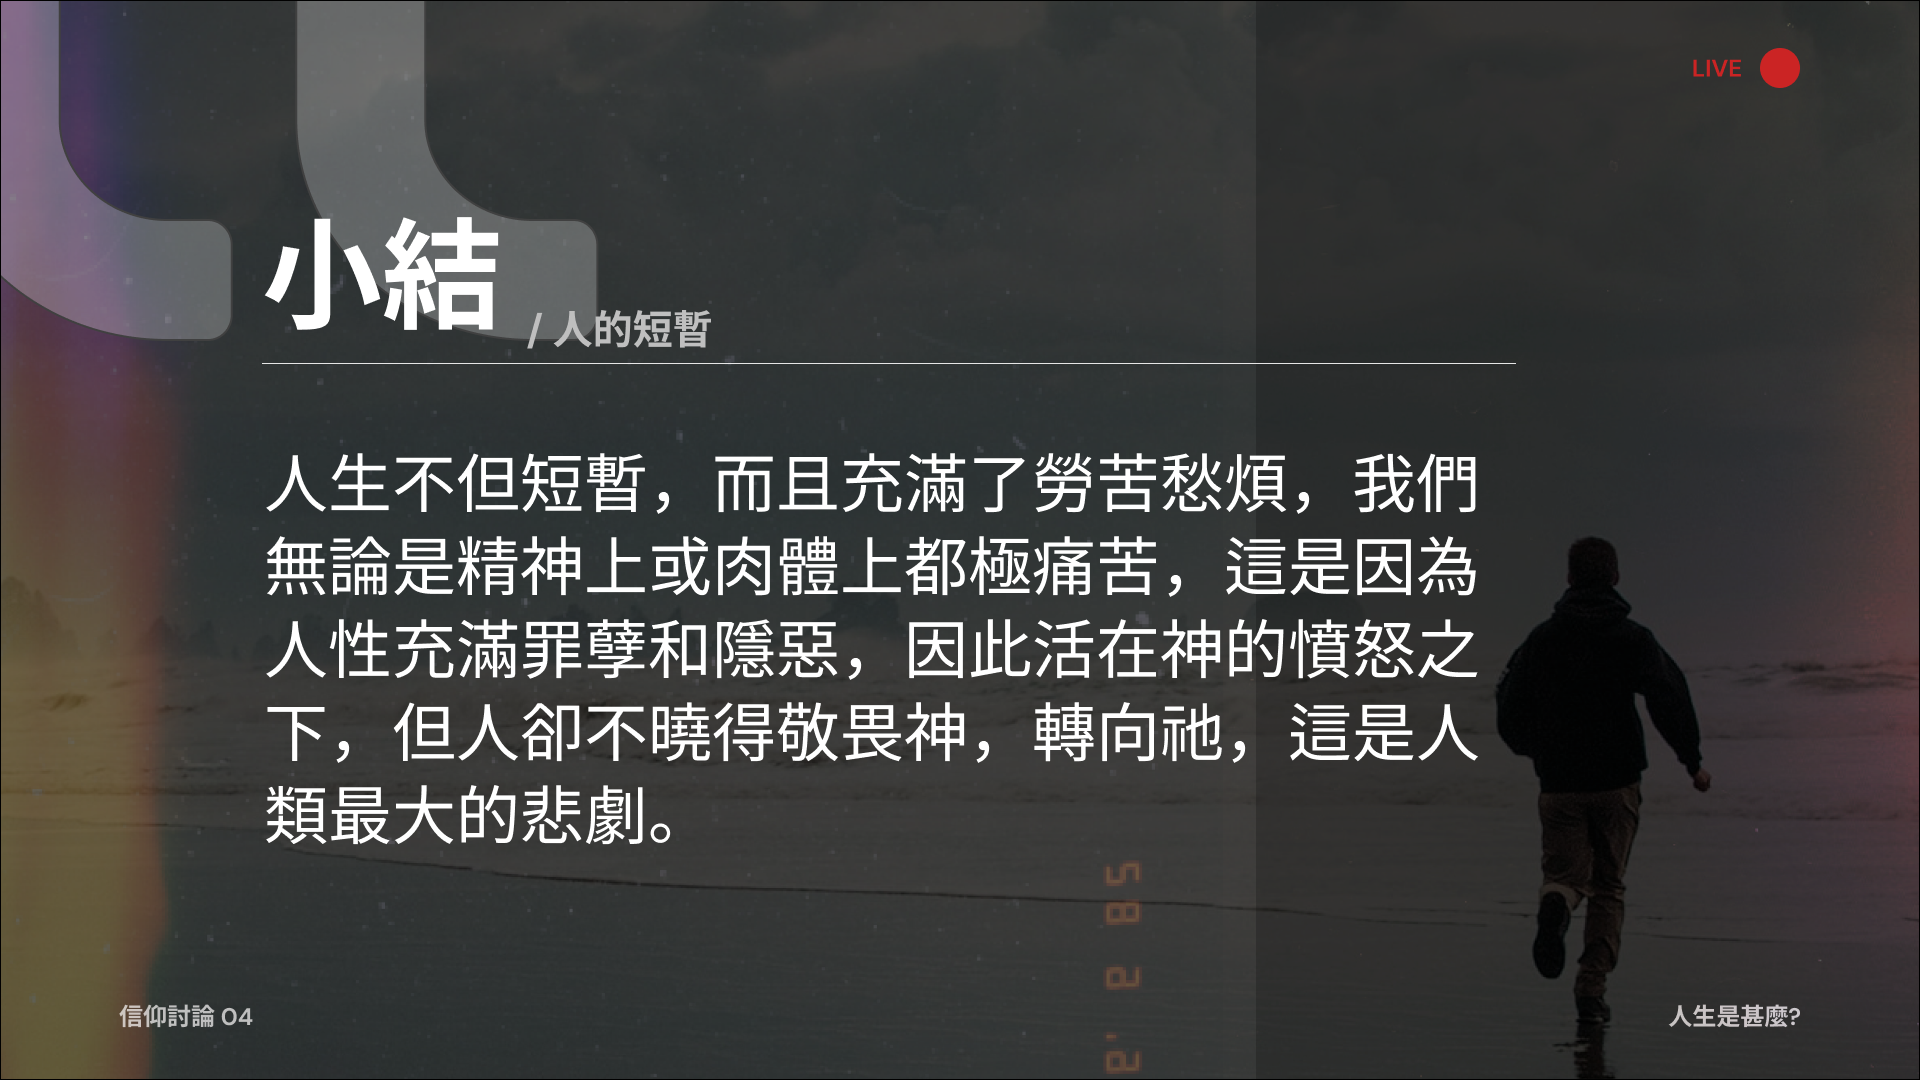 LIVE
小結
/ 人的短暫
人生不但短暫，而且充滿了勞苦愁煩，我們
無論是精神上或肉體上都極痛苦，這是因為
人性充滿罪孽和隱惡，因此活在神的憤怒之
下，但人卻不曉得敬畏神，轉向祂，這是人
類最大的悲劇。
信仰討論 04
人生是甚麼?